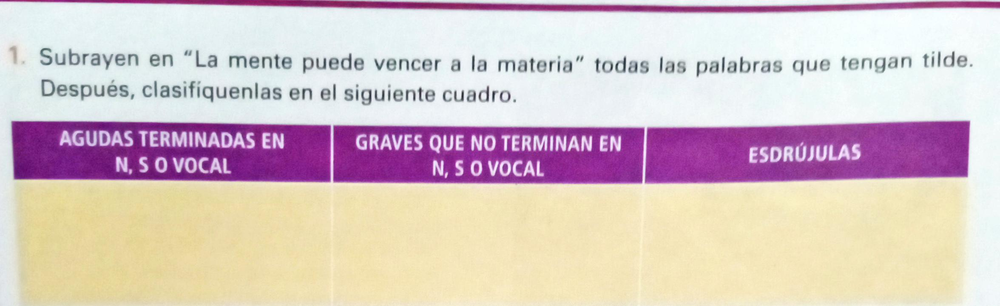 1. Subrayen en “La mente puede vencer a la materia” todas las palabras que tengan tilde.
Después, clasifíquenlas en el siguiente cuadro.
AGUDAS TERMINADAS EN
N, S O VOCAL
GRAVES QUE NO TERMINAN EN
N, S O VOCAL
ESDRÚJULAS